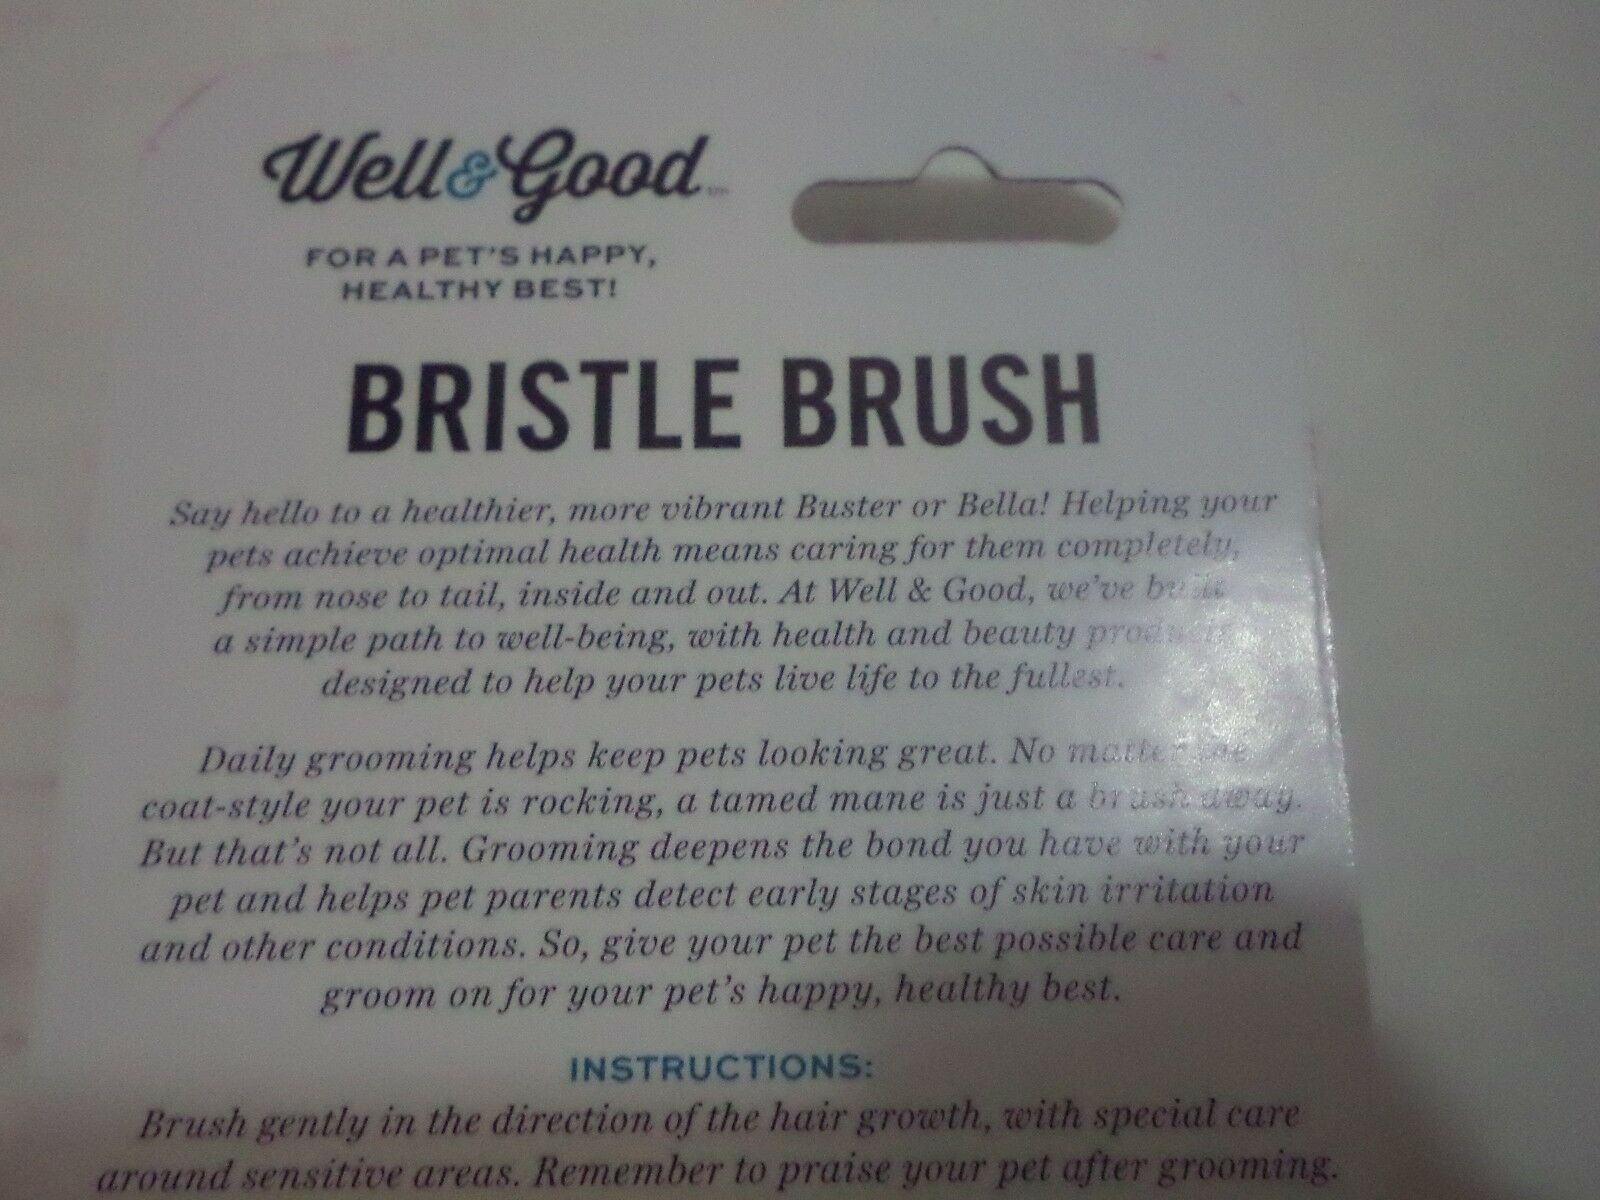 Well & Good™
FOR A PET'S HAPPY,
HEALTHY BEST!
BRISTLE BRUSH
Say hello to a healthier, more vibrant Buster or Bella! Helping your
pets achieve optimal health means caring for them completely,
from nose to tail, inside and out. At Well & Good, we've built
a simple path to well-being, with health and beauty products
designed to help your pets live life to the fullest.
Daily grooming helps keep pets looking great. No matter the
coat-style your pet is rocking, a tamed mane is just a brush away.
But that's not all. Grooming deepens the bond you have with your
pet and helps pet parents detect early stages of skin irritation
and other conditions. So, give your pet the best possible care and
groom on for your pet's happy, healthy best.
INSTRUCTIONS:
Brush gently in the direction of the hair growth, with special care
around sensitive areas. Remember to praise your pet after grooming.